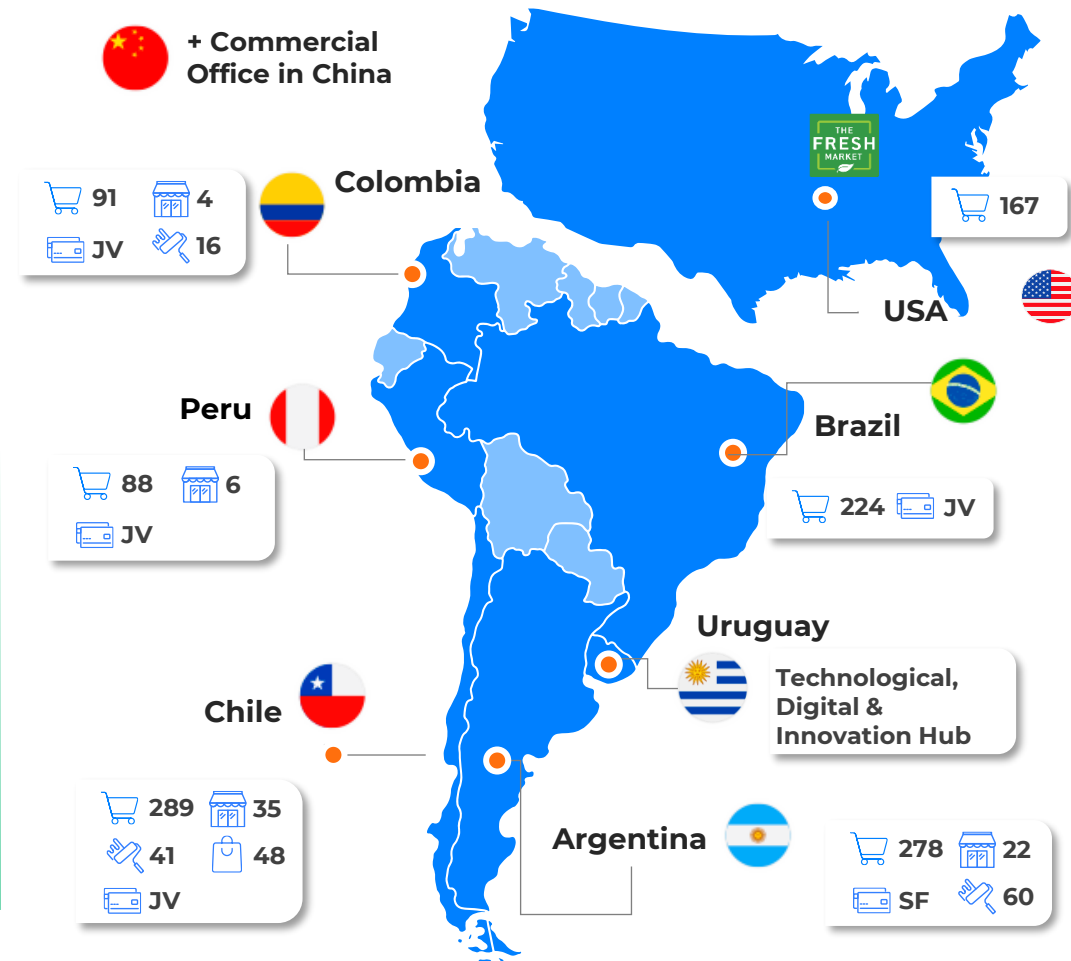 + Commercial
Office in China
THE
FRESH
MARKET
167
USA
Colombia
91 4
JV 16
Peru
88 6
JV
Brazil
224 JV
Uruguay
Technological,
Digital &
Innovation Hub
Chile
289 35
41 48
JV
Argentina
278 22
SF 60